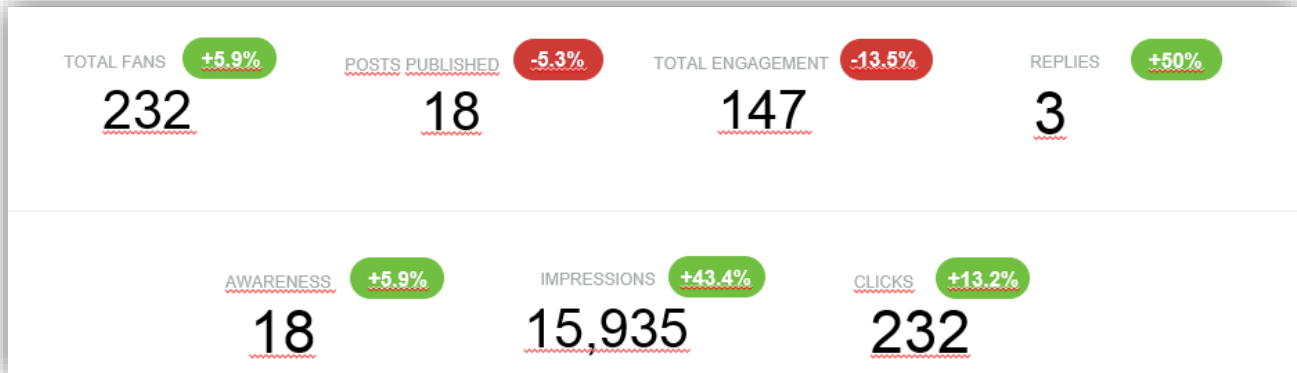 TOTAL FANS +5.9% POSTS PUBLISHED -5.3% TOTAL ENGAGEMENT -13.5% REPLIES +50%
232 18 147 3
AWARENESS +5.9% IMPRESSIONS +43.4% CLICKS +13.2%
18 15,935 232